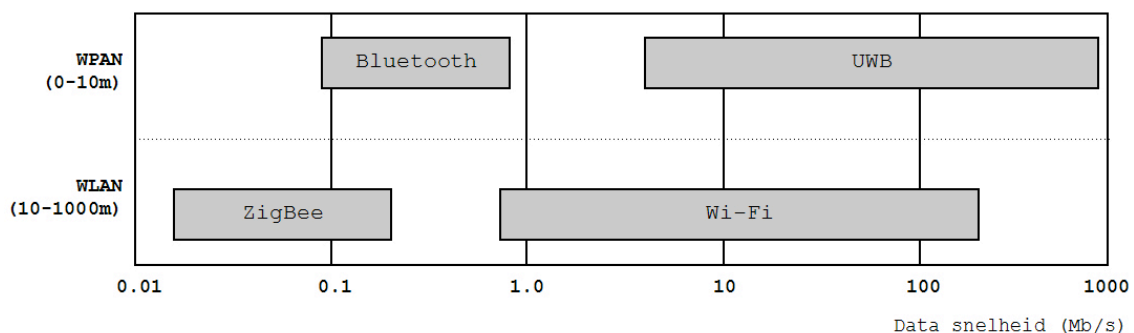 WPAN
(0-10m)
Bluetooth
UWB
WLAN
(10-1000m)
ZigBee
Wi-Fi
0.01
0.1
1.0
10
100
1000
Data snelheid (Mb/s)